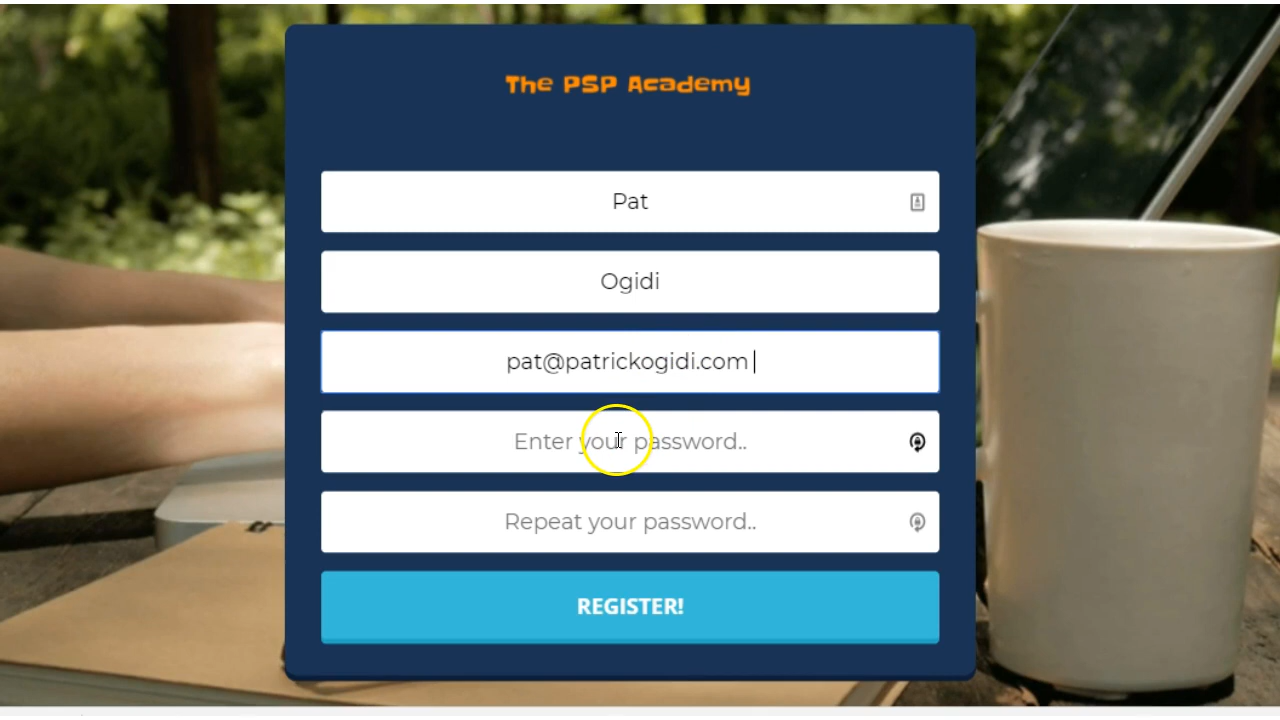 The PSP Academy
Pat
Ogidi
pat@patrickogidi.com
Enter your password..
Repeat your password..
REGISTER!